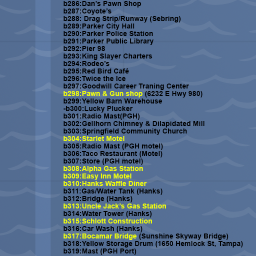 b286:Dan's Pawn Shop
b287:Coyote's
b288: Drag Strip/Runway (Sebring)
b289:Parker City Hall
b290:Parker Police Station
b291:Parker Public Library
b292:Pier 98
b293:King Slayer Charters
b294:Rodeo's
b295:Red Bird Café
b296:Twice the Ice
b297:Goodwill Career Traning Center
b298:Pawn & Gun shop (6232 E Hwy 980)
b299:Yellow Barn Warehouse
-b300:Lucky Plucker
b301:Radio Mast(PGH)
b302:Gellhorn Chimney & Dilapidated Mill
b303:Springfield Community Church
b304:Starlet Motel
b305:Radio Mast (PGH motel)
b306:Taco Restaurant (Motel)
b307:Store (PGH motel)
b308:Alpha Gas Station
b309:Easy Inn Motel
b310:Hanks Waffle Diner
b311:Gas/Water Tank (Hanks)
b312:Bridge (Hanks)
b313:Uncle Jack's Gas Station
b314:Water Tower (Hanks)
b315:Schlott Construction
b316:Car Wash (Hanks)
b317:Bocamar Bridge (Sunshine Skyway Bridge)
b318:Yellow Storage Drum (1650 Hemlock St, Tampa)
b319:Mast (PGH Port)